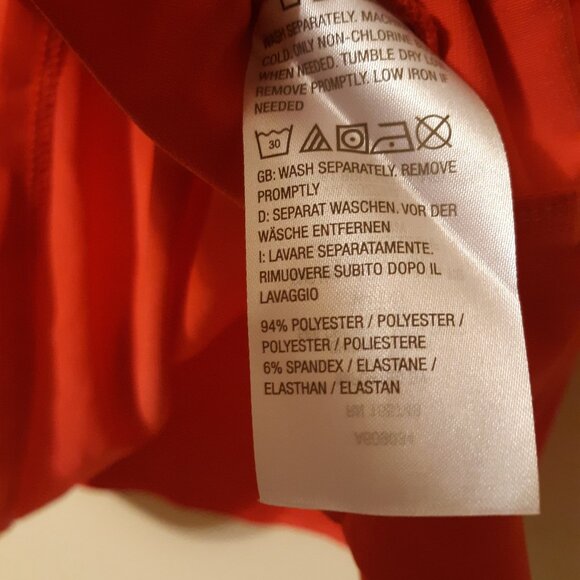 WASH SEPARATELY. MACHINE
COLD. ONLY NON-CHLORINE
WHEN NEEDED. TUMBLE DRY LOW
REMOVE PROMPTLY. LOW IRON IF
NEEDED
30
GB: WASH SEPARATELY. REMOVE
PROMPTLY
D: SEPARAT WASCHEN. VOR DER
WÄSCHE ENTFERNEN
I: LAVARE SEPARATAMENTE.
RIMUOVERE SUBITO DOPO IL
LAVAGGIO
94% POLYESTER / POLYESTER /
POLYESTER / POLIESTERE
6% SPANDEX / ELASTANE /
ELASTHAN / ELASTAN